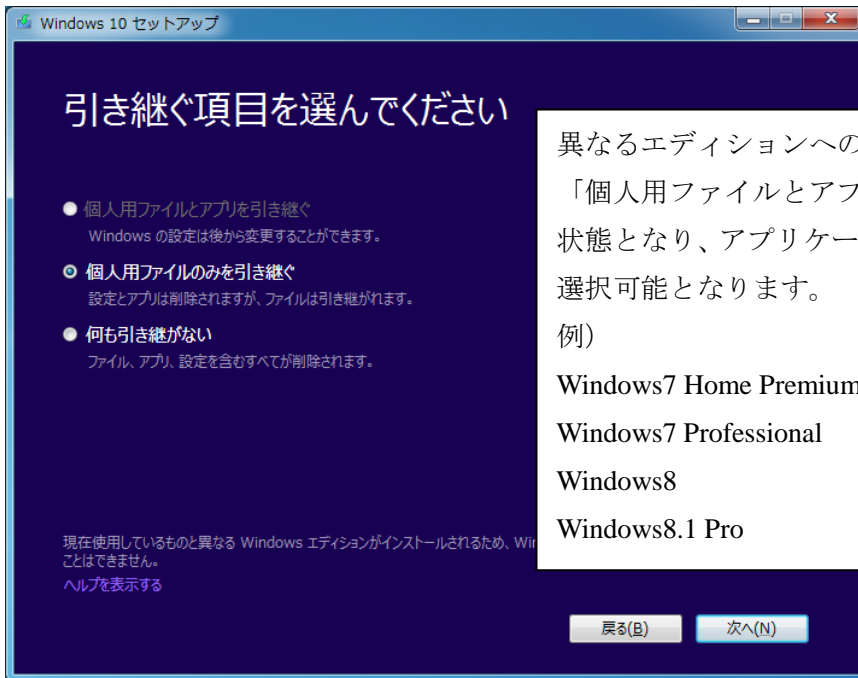 Windows 10 セットアップ
引き継ぐ項目を選んでください
個人用ファイルとアプリを引き継ぐ
Windows の設定は後から変更することができます。
個人用ファイルのみを引き継ぐ
設定とアプリは削除されますが、ファイルは引き継がれます。
何も引き継がない
ファイル、アプリ、設定を含むすべてが削除されます。
現在使用しているものと異なる Windows エディションがインストールされるため、Win
ことはできません。
ヘルプを表示する
戻る(B)
次へ(N)
異なるエディションへの
「個人用ファイルとアプ
状態となり、アプリケー
選択可能となります。
例）
Windows7 Home Premium
Windows7 Professional
Windows8
Windows8.1 Pro